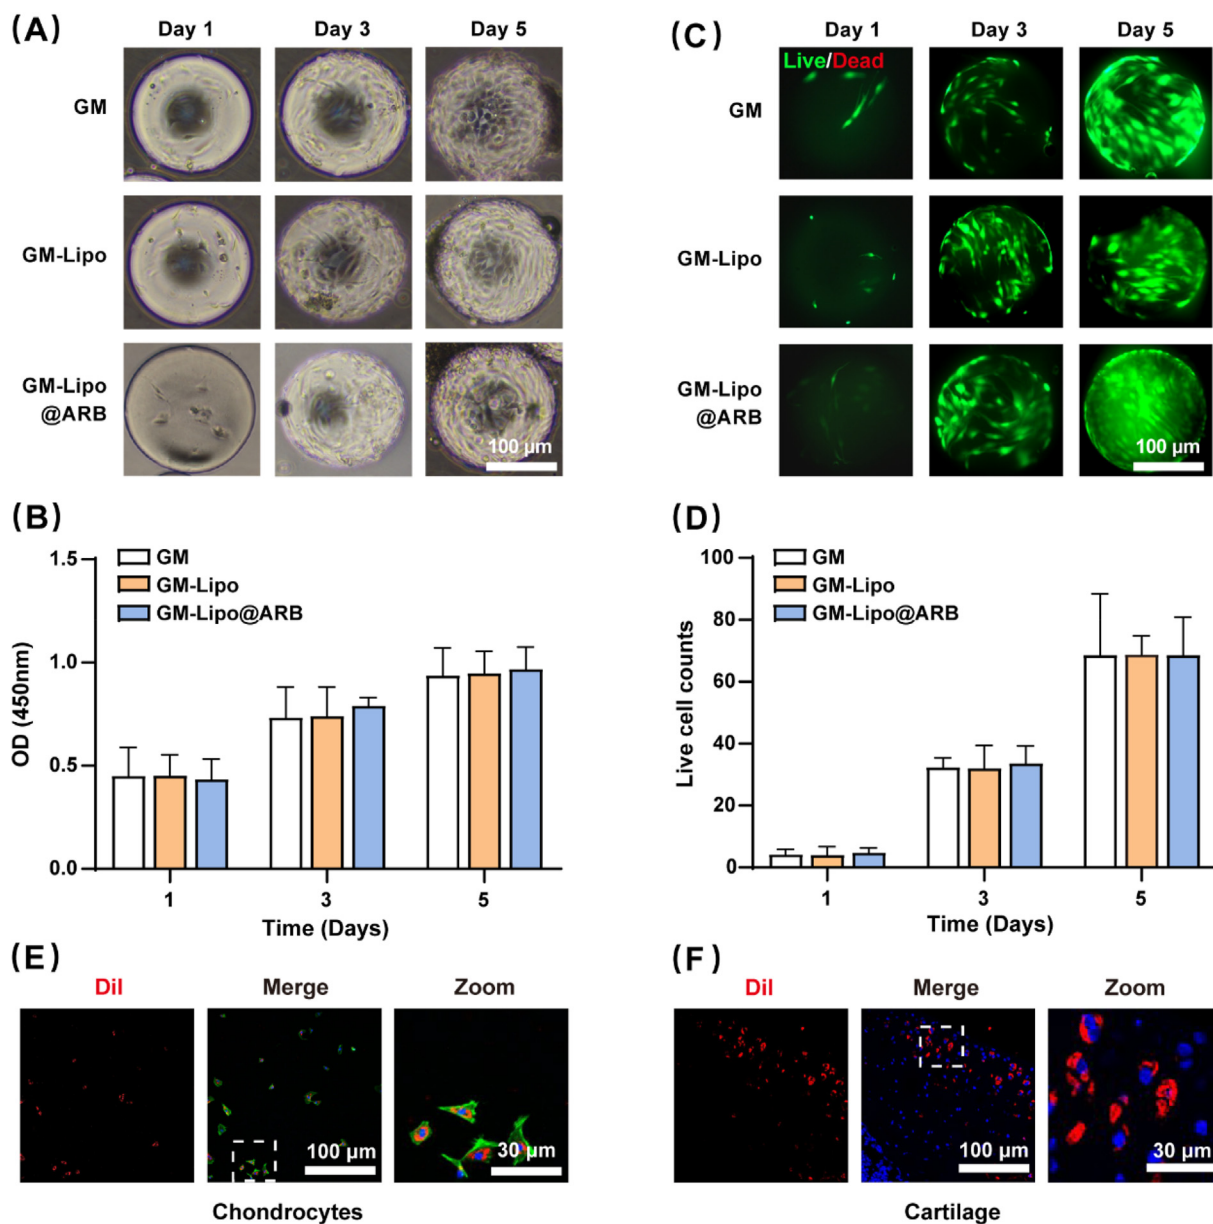 (A)
Day 1 Day 3 Day 5
GM
GM-Lipo
GM-Lipo
@ARB
100 µm
(C)
Day 1 Day 3 Day 5
Live/Dead
GM
GM-Lipo
GM-Lipo
@ARB
100 µm
(B)
1.5
1.0
0.5
0.0
OD (450nm)
GM
GM-Lipo
GM-Lipo@ARB
1 3 5
Time (Days)
(D)
100
80
60
40
20
0
Live cell counts
GM
GM-Lipo
GM-Lipo@ARB
1 3 5
Time (Days)
(E)
Dil Merge Zoom
100 µm 30 µm
Chondrocytes
(F)
Dil Merge Zoom
100 µm 30 µm
Cartilage